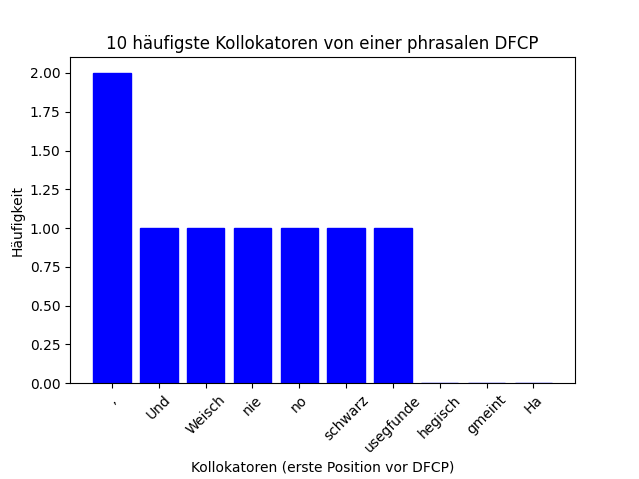 10 häufigste Kollokatoren von einer phrasalen DFCP
Häufigkeit
2.00
1.75
1.50
1.25
1.00
0.75
0.50
0.25
0.00
, Und Weisch nie no schwarz usegfunde hegisch gmeint Ha
Kollokatoren (erste Position vor DFCP)